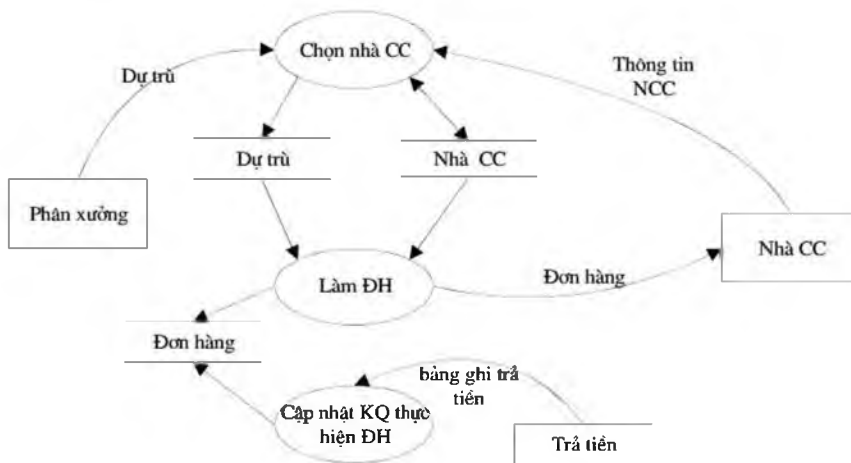 Chọn nhà CC
Dự trù
Thông tin
NCC
Dự trù
Nhà CC
Phân xưởng
Nhà CC
Làm ĐH
Đơn hàng
Đơn hàng
bảng ghi trả
tiền
Cập nhật KQ thực
hiện ĐH
Trả tiền